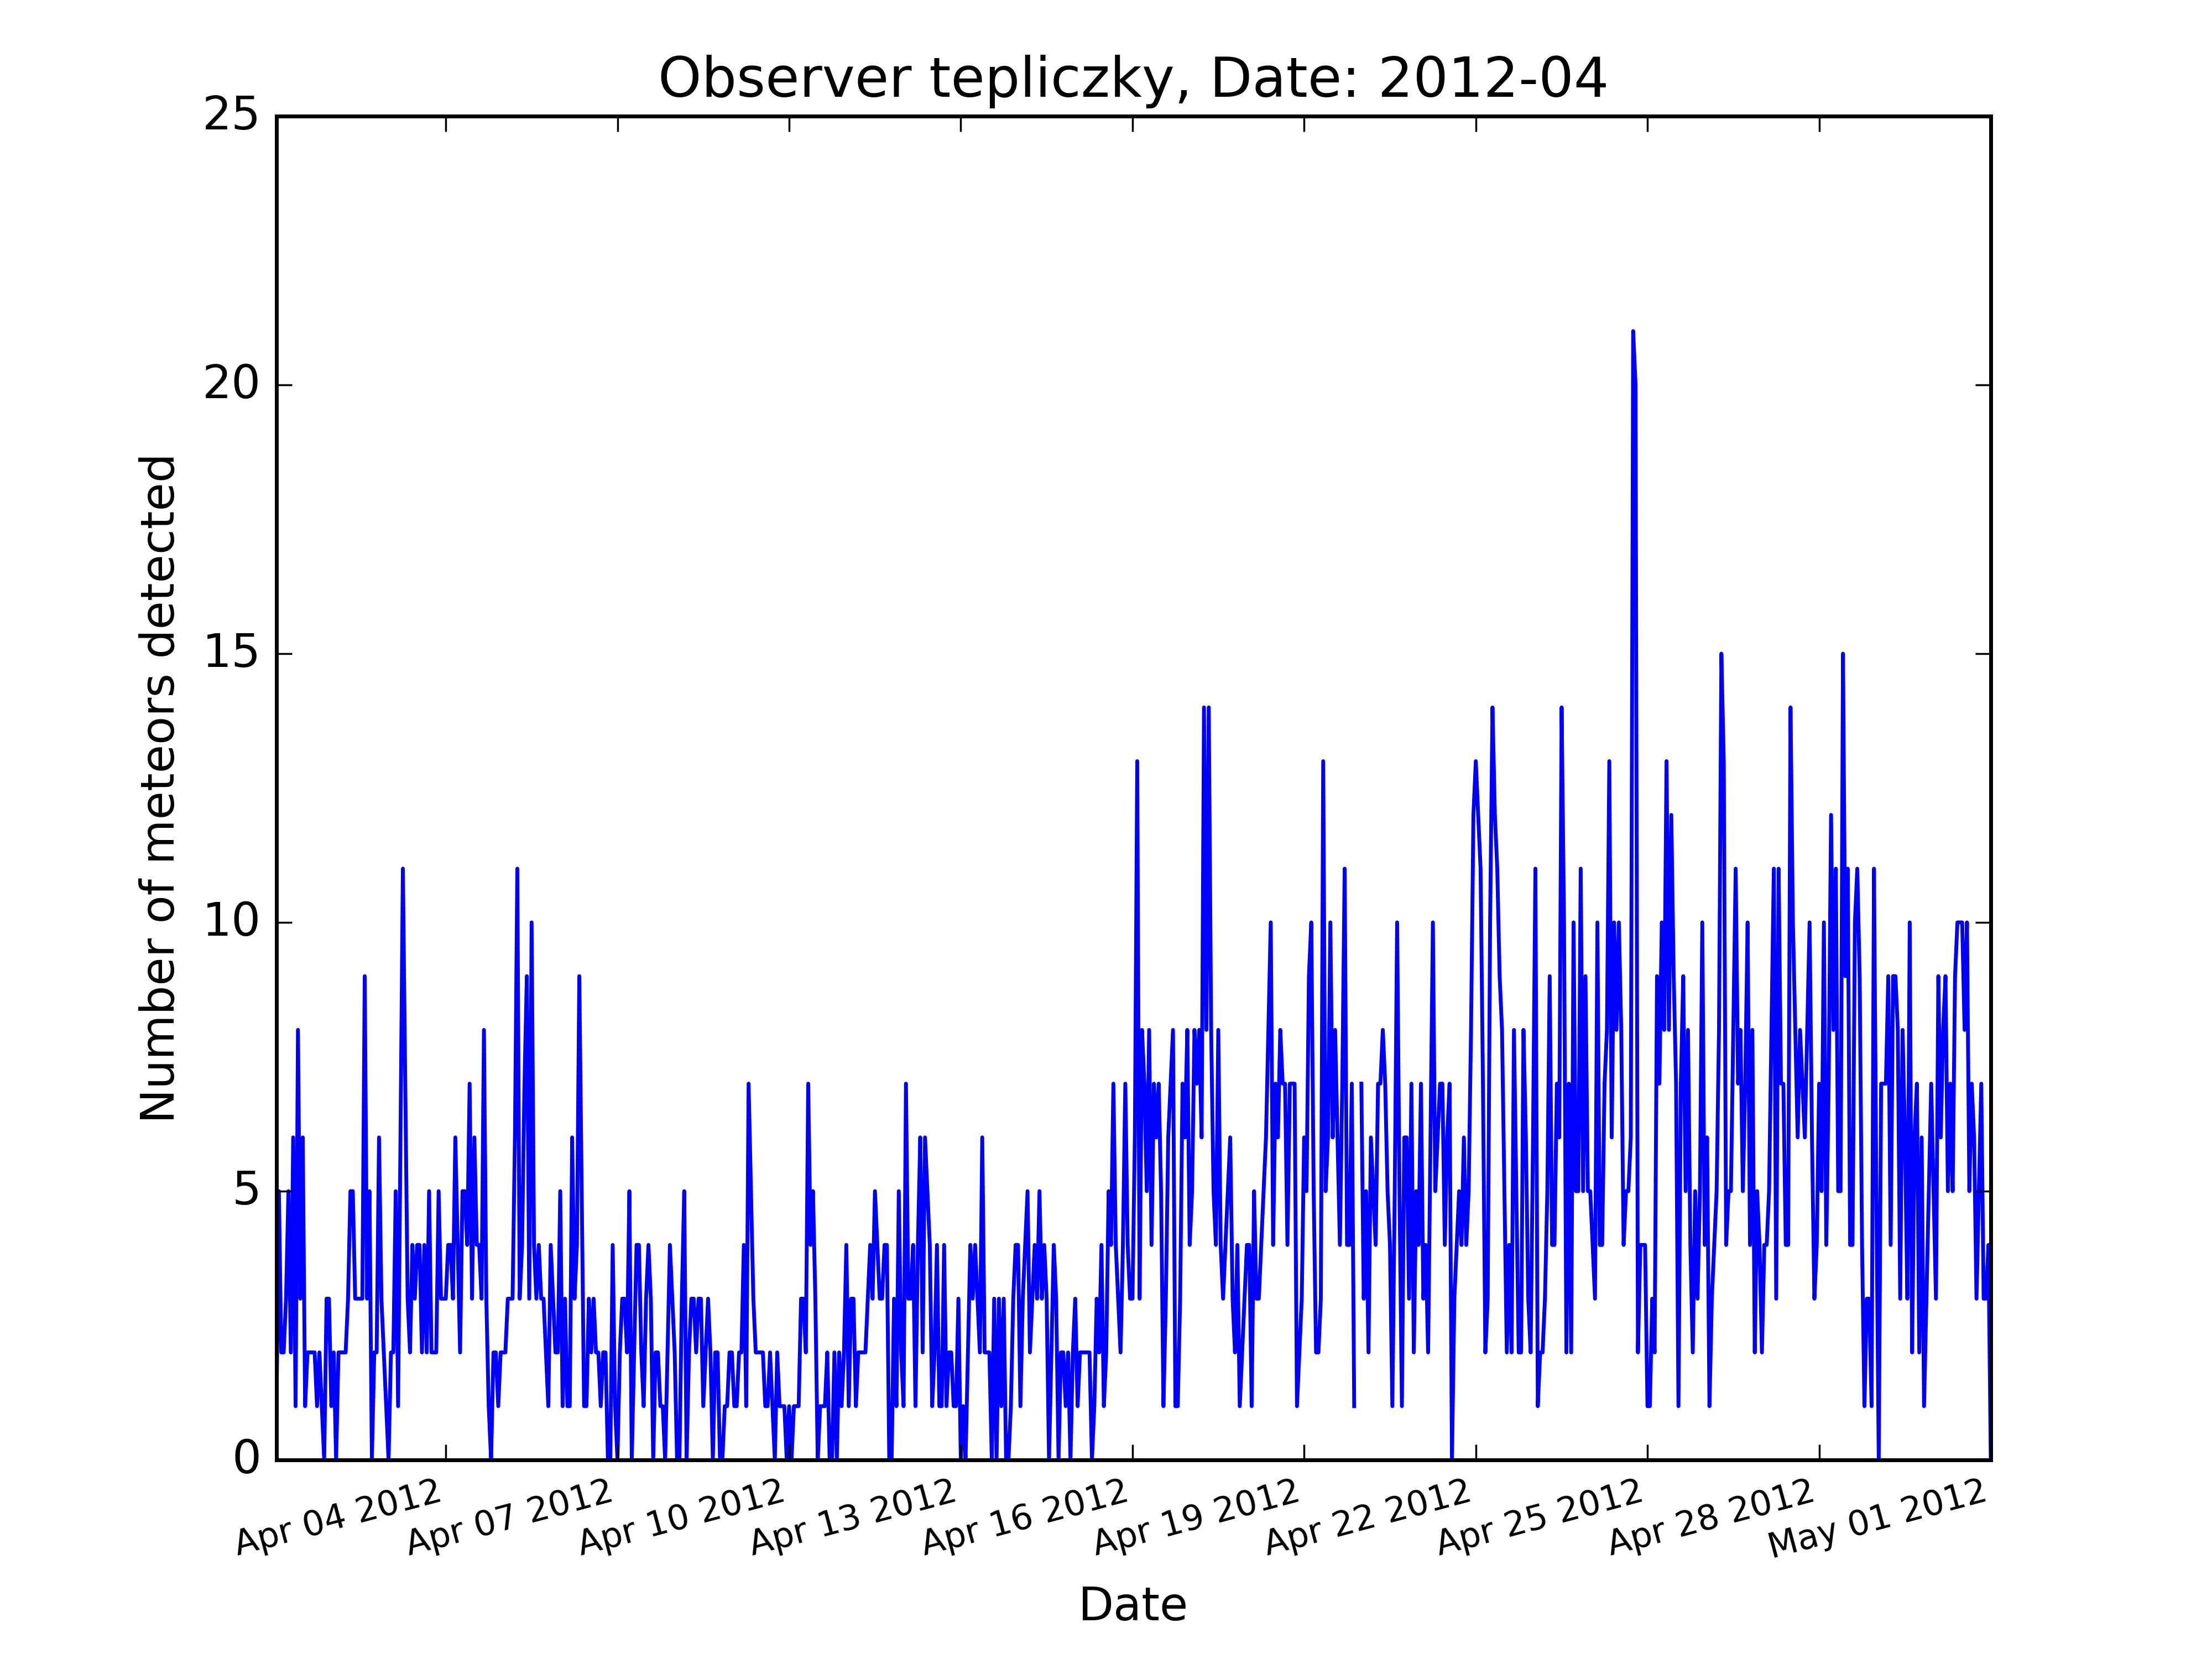 Observer tepliczky, Date: 2012-04
25
20
15
10
5
0
Number of meteors detected
Apr 04 2012
Apr 07 2012
Apr 10 2012
Apr 13 2012
Apr 16 2012
Apr 19 2012
Apr 22 2012
Apr 25 2012
Apr 28 2012
May 01 2012
Date